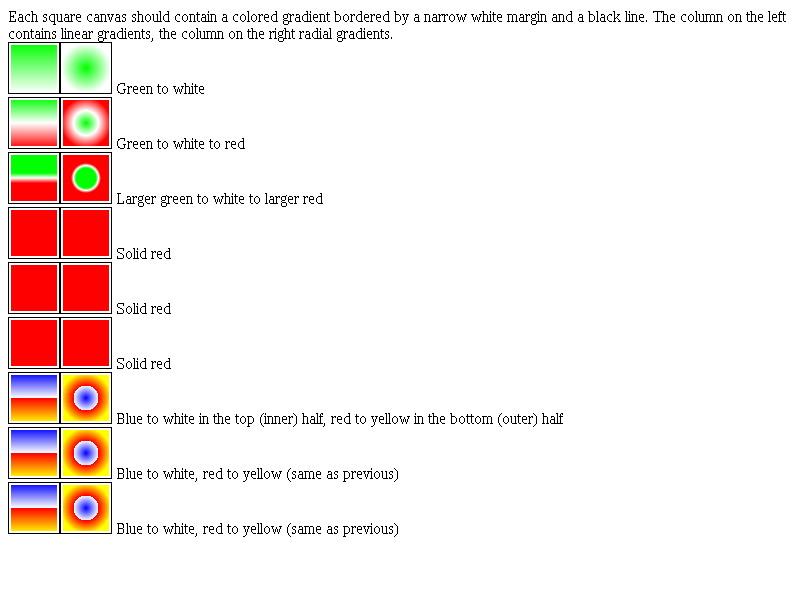 Each square canvas should contain a colored gradient bordered by a narrow white margin and a black line. The column on the left
contains linear gradients, the column on the right radial gradients.
Green to white
Green to white to red
Larger green to white to larger red
Solid red
Solid red
Solid red
Blue to white in the top (inner) half, red to yellow in the bottom (outer) half
Blue to white, red to yellow (same as previous)
Blue to white, red to yellow (same as previous)